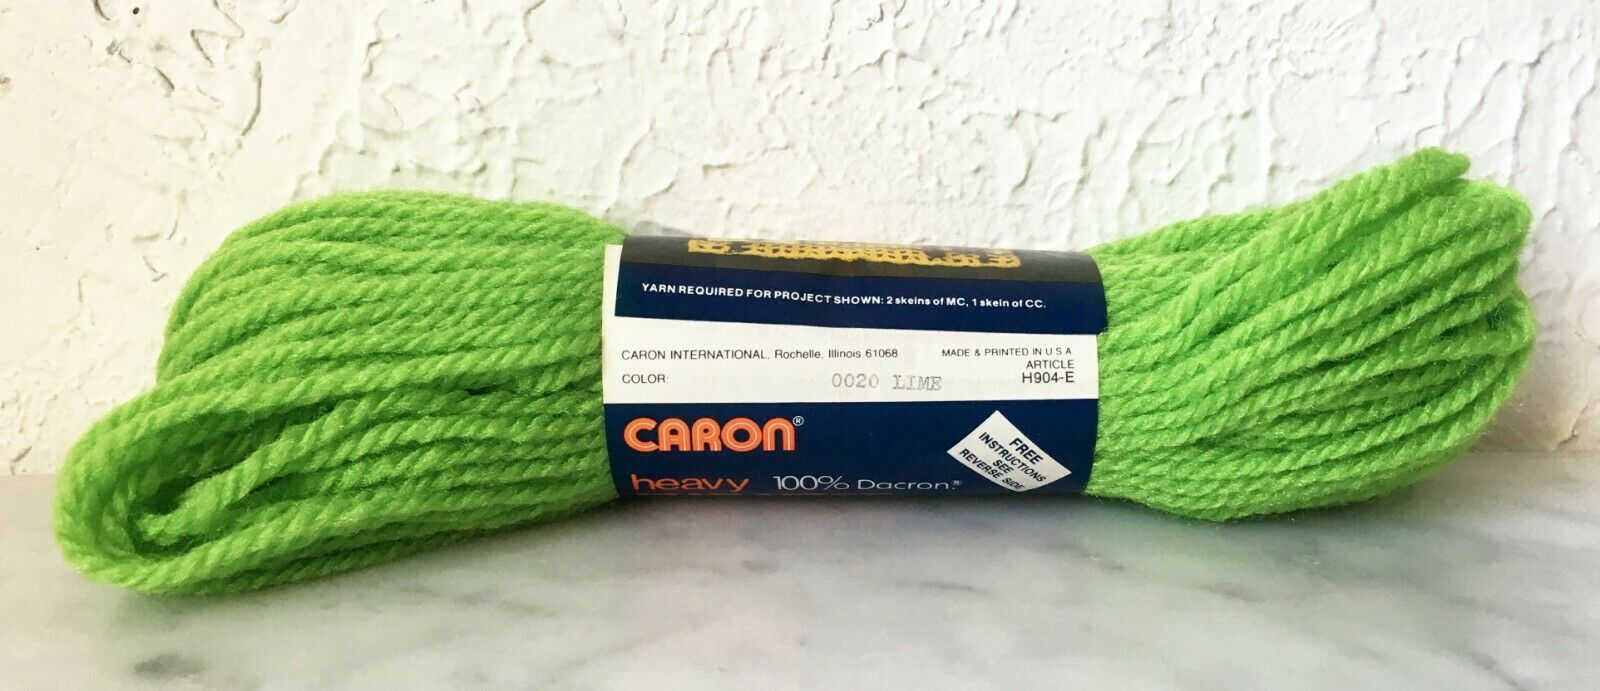 YARN REQUIRED FOR PROJECT SHOWN: 2 skeins of MC, 1 skein of CC.
CARON INTERNATIONAL, Rochelle, Illinois 61068
MADE & PRINTED IN U.S.A.
ARTICLE
COLOR: 0020 LIME H904-E
CARON®
heavy 100% Dacron®
FREE
INSTRUCTIONS
SEE
REVERSE SIDE